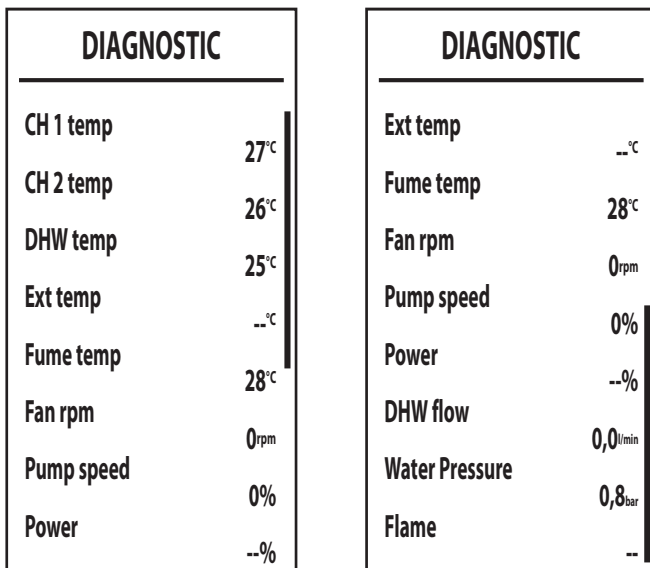 DIAGNOSTIC
CH 1 temp
27°C
CH 2 temp
26°C
DHW temp
25°C
Ext temp
--°C
Fume temp
28°C
Fan rpm
0rpm
Pump speed
0%
Power
--%
DIAGNOSTIC
Ext temp
--°C
Fume temp
28°C
Fan rpm
0rpm
Pump speed
0%
Power
--%
DHW flow
0,0l/min
Water Pressure
0,8bar
Flame
--